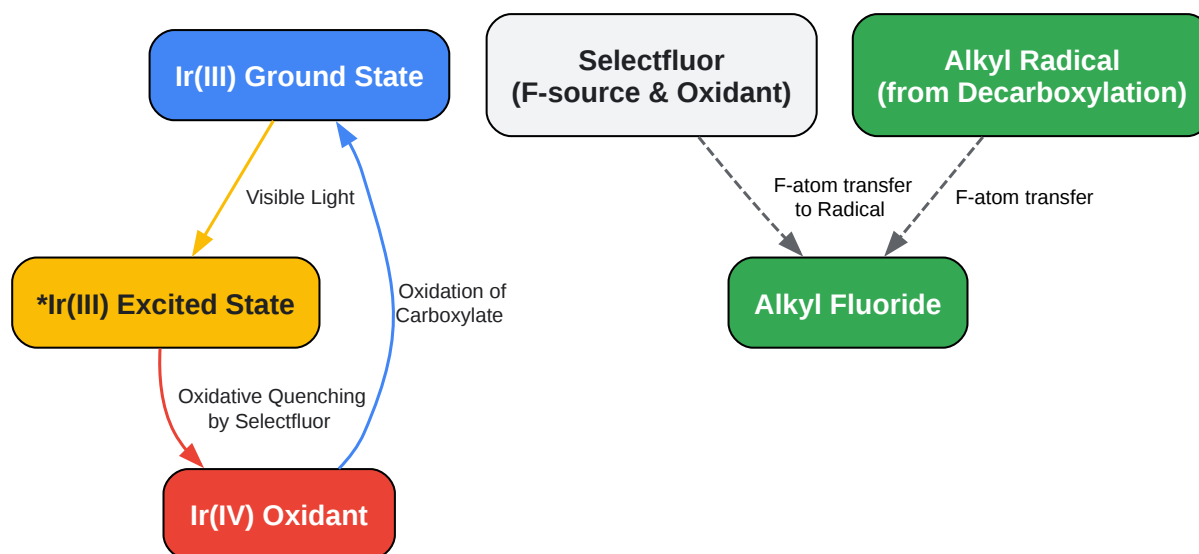 Ir(III) Ground State
Selectfluor
(F-source & Oxidant)
Alkyl Radical
(from Decarboxylation)
Visible Light
F-atom transfer
to Radical
F-atom transfer
*Ir(III) Excited State
Oxidation of
Carboxylate
Alkyl Fluoride
Oxidative Quenching
by Selectfluor
Ir(IV) Oxidant